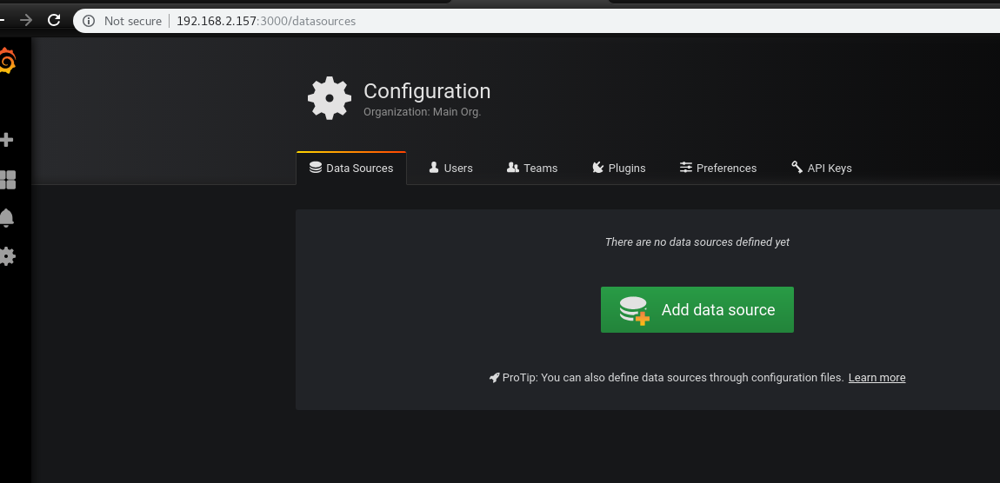 Not secure | 192.168.2.157:3000/datasources
Configuration
Organization: Main Org.
Data Sources Users Teams Plugins Preferences API Keys
There are no data sources defined yet
Add data source
ProTip: You can also define data sources through configuration files. Learn more